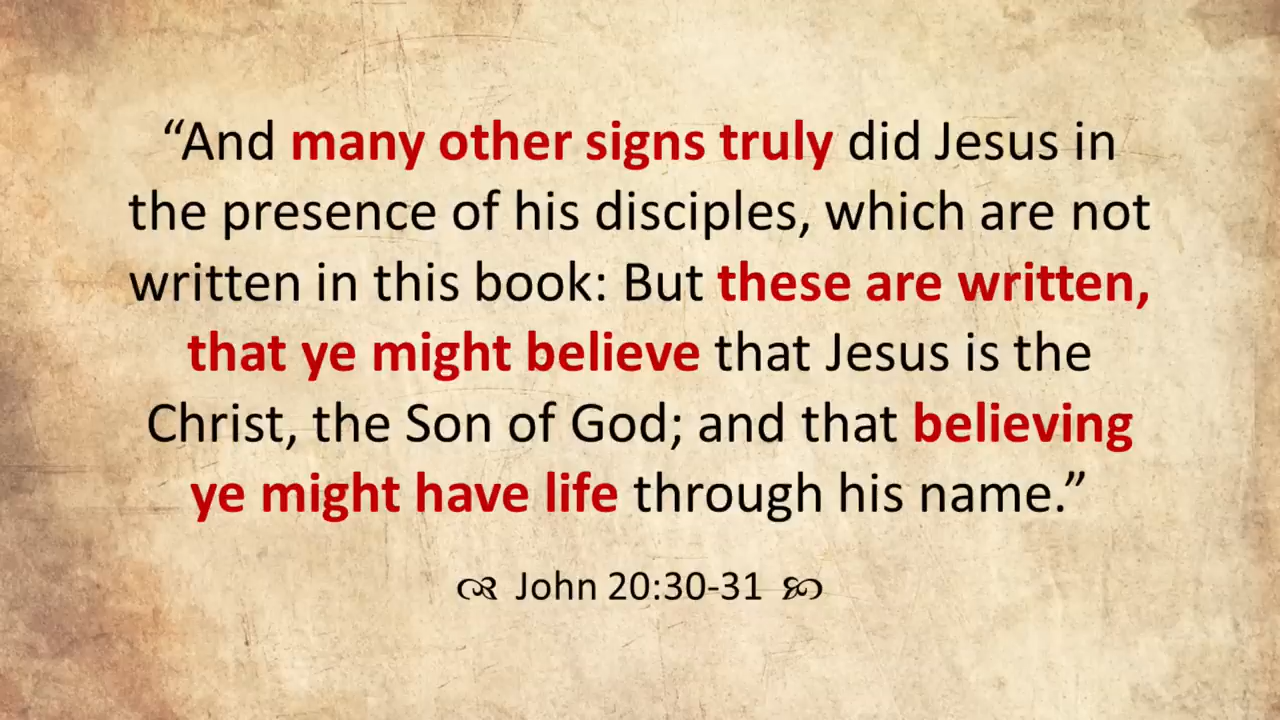 “And many other signs truly did Jesus in
the presence of his disciples, which are not
written in this book: But these are written,
that ye might believe that Jesus is the
Christ, the Son of God; and that believing
ye might have life through his name.”
John 20:30-31